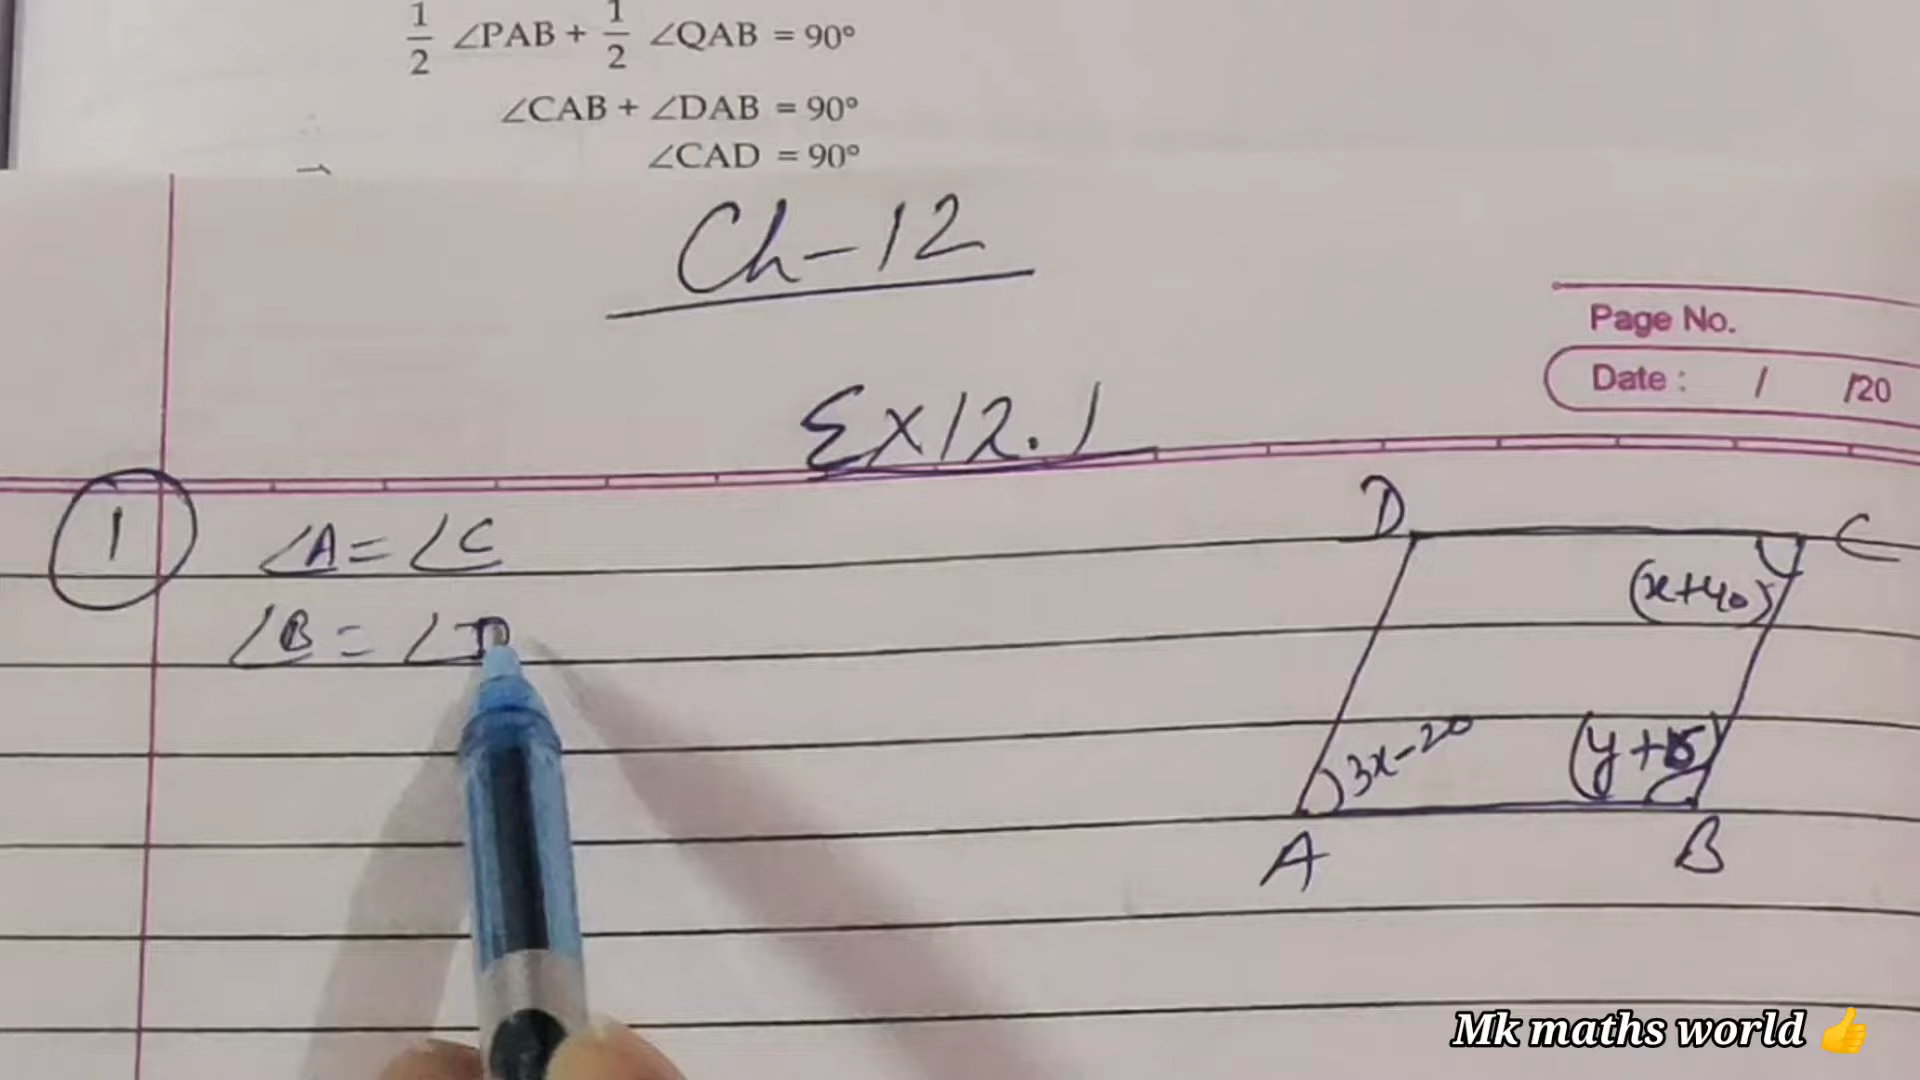 1/2 ∠PAB + 1/2 ∠QAB = 90°
∠CAB + ∠DAB = 90°
∠CAD = 90°
Ch-12
Page No.
Date : / /20
Ex 12.1
1 ∠A = ∠C
∠B = ∠D
D C
(x+40)
3x-20 (y+15)
A B
Mk maths world 👍